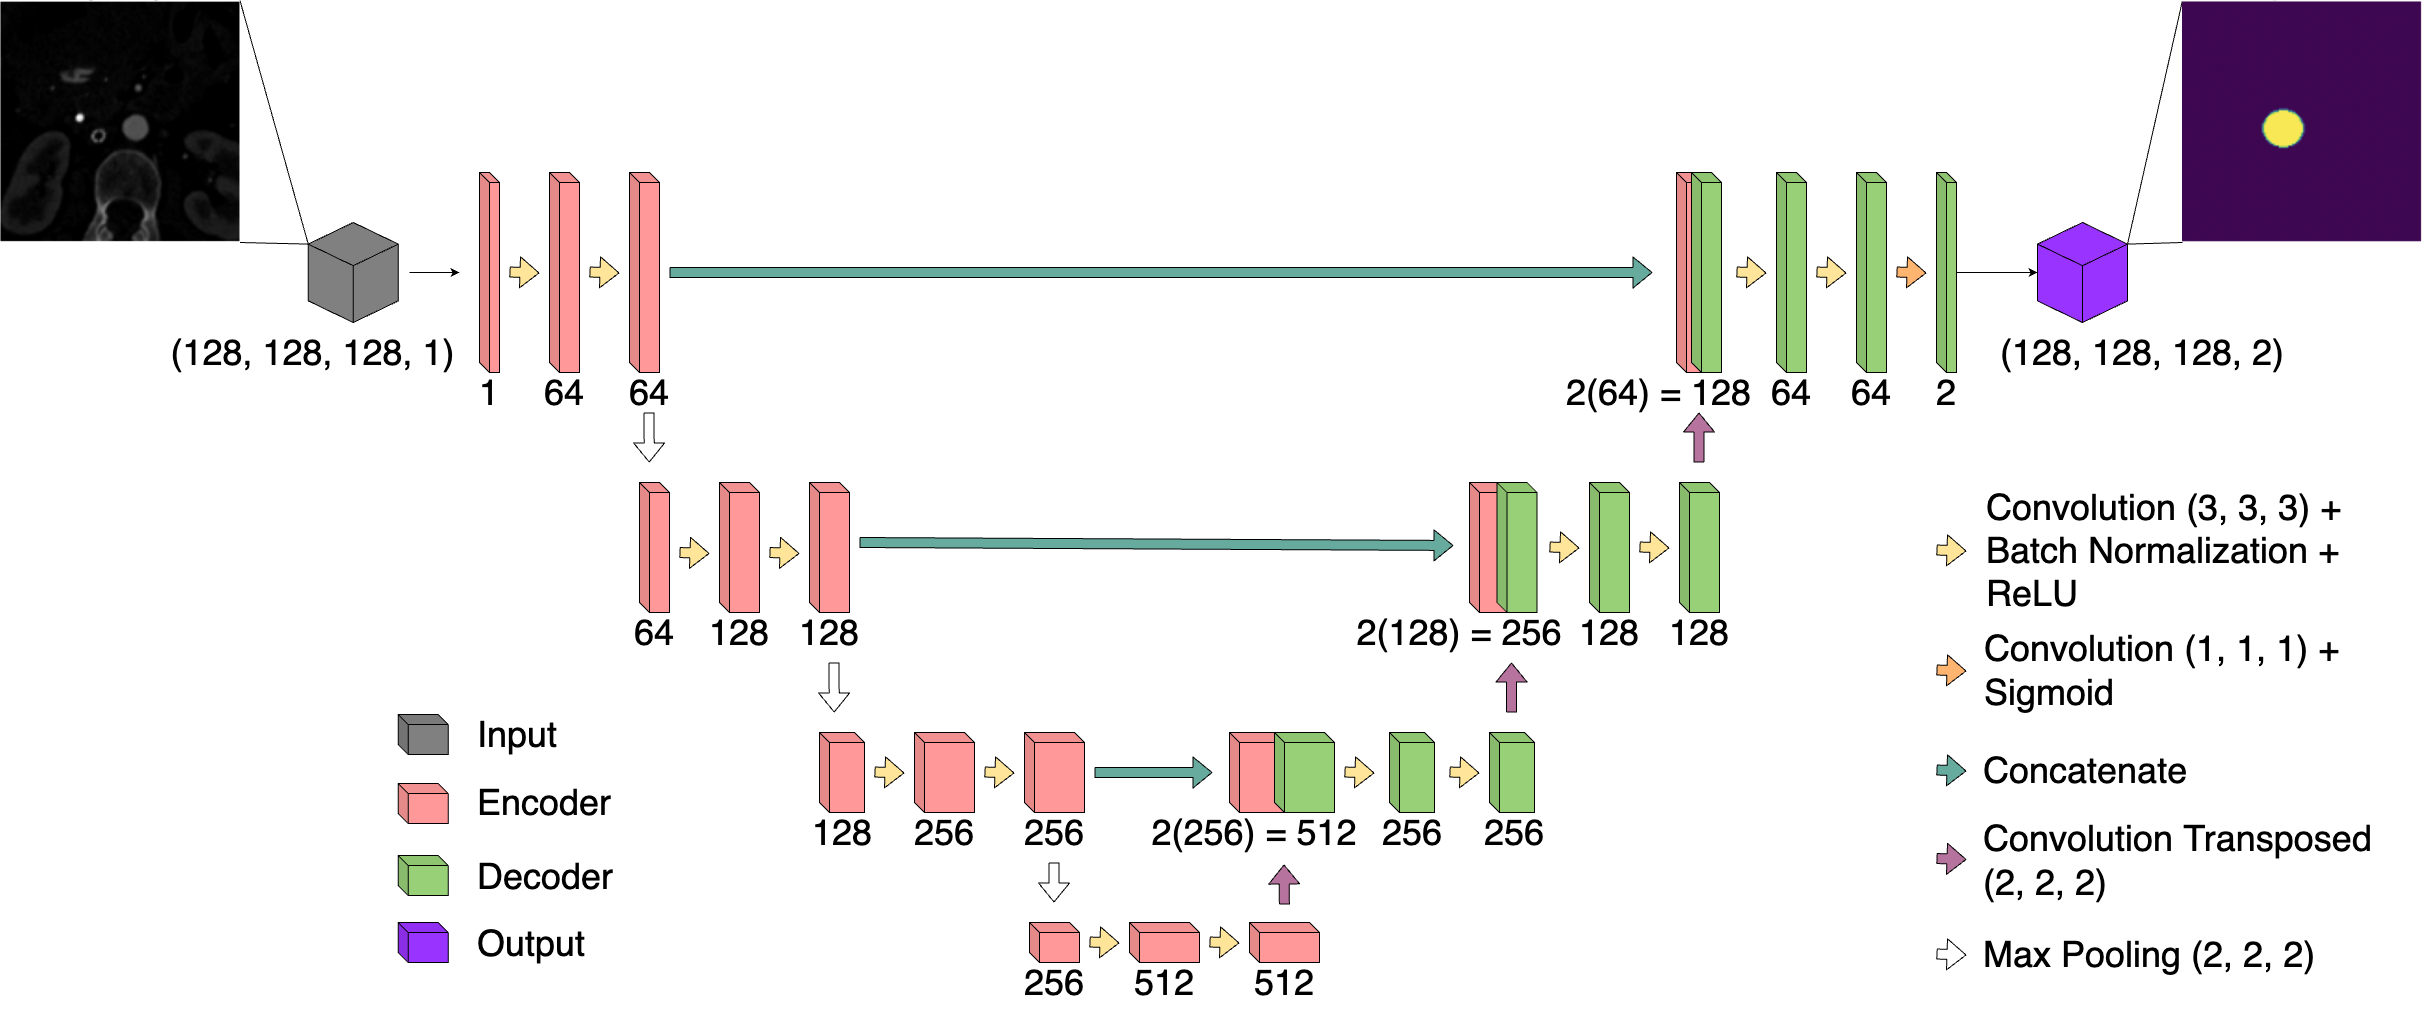 (128, 128, 128, 1)
1
64
64
2(64) = 128
64
64
2
(128, 128, 128, 2)
64
128
128
2(128) = 256
128
128
128
256
256
2(256) = 512
256
256
256
512
512
Input
Encoder
Decoder
Output
Convolution (3, 3, 3) +
Batch Normalization +
ReLU
Convolution (1, 1, 1) +
Sigmoid
Concatenate
Convolution Transposed
(2, 2, 2)
Max Pooling (2, 2, 2)